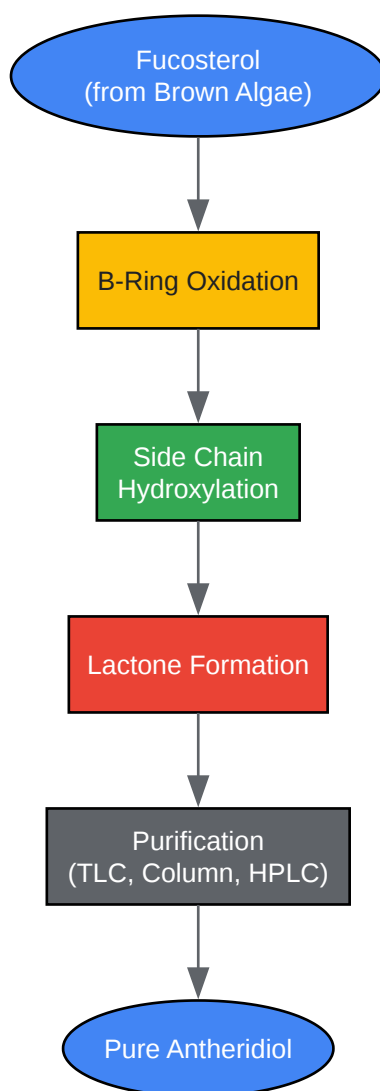 Fucosterol
(from Brown Algae)
B-Ring Oxidation
Side Chain
Hydroxylation
Lactone Formation
Purification
(TLC, Column, HPLC)
Pure Antheridiol